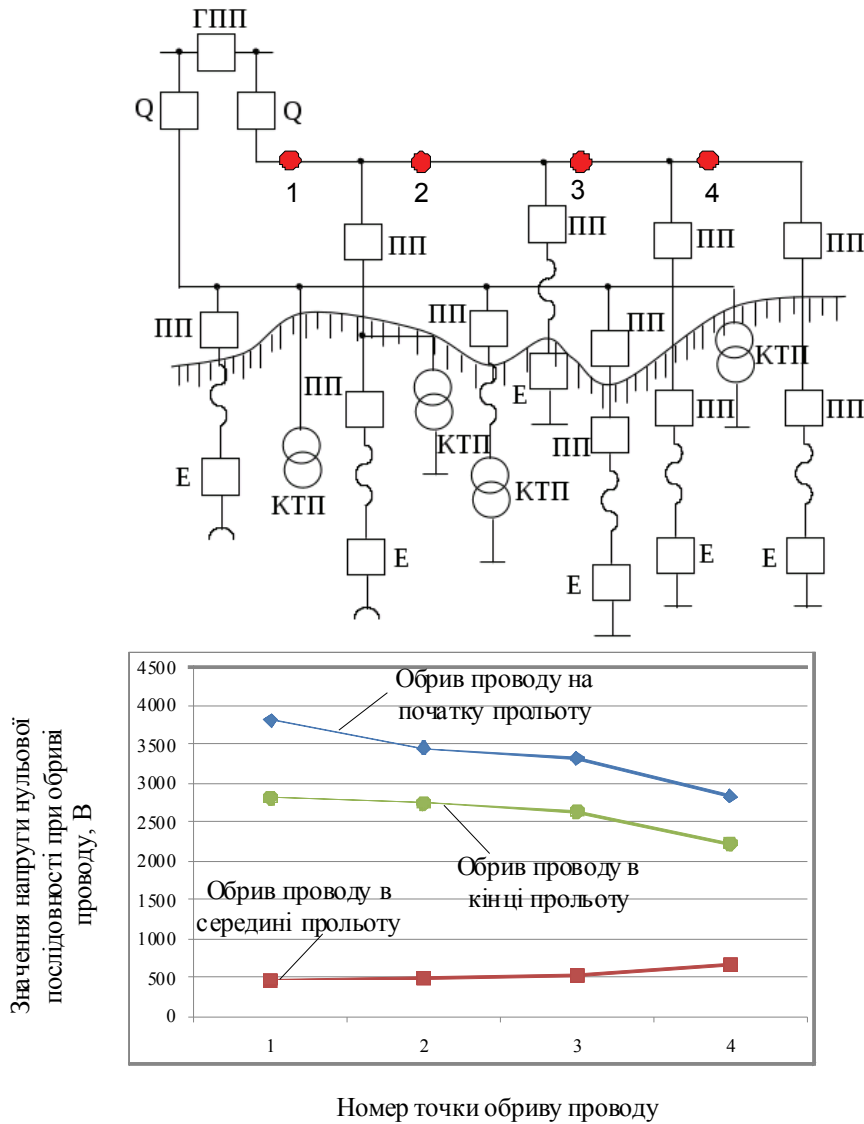 ГПП
Q
Q
1
2
3
4
ПП
ПП
ПП
ПП
ПП
ПП
ПП
КТП
Е
ПП
ПП
ПП
КТП
ПП
Е
КТП
КТП
Е
Е
Е
Е
4500
4000
3500
3000
2500
2000
1500
1000
500
0
Обрив проводу на
початку прольоту
Обрив проводу в
кінці прольоту
Обрив проводу в
середині прольоту
1 2 3 4
Значення напруги нульової
послідовності при обриві
проводу, В
Номер точки обриву проводу